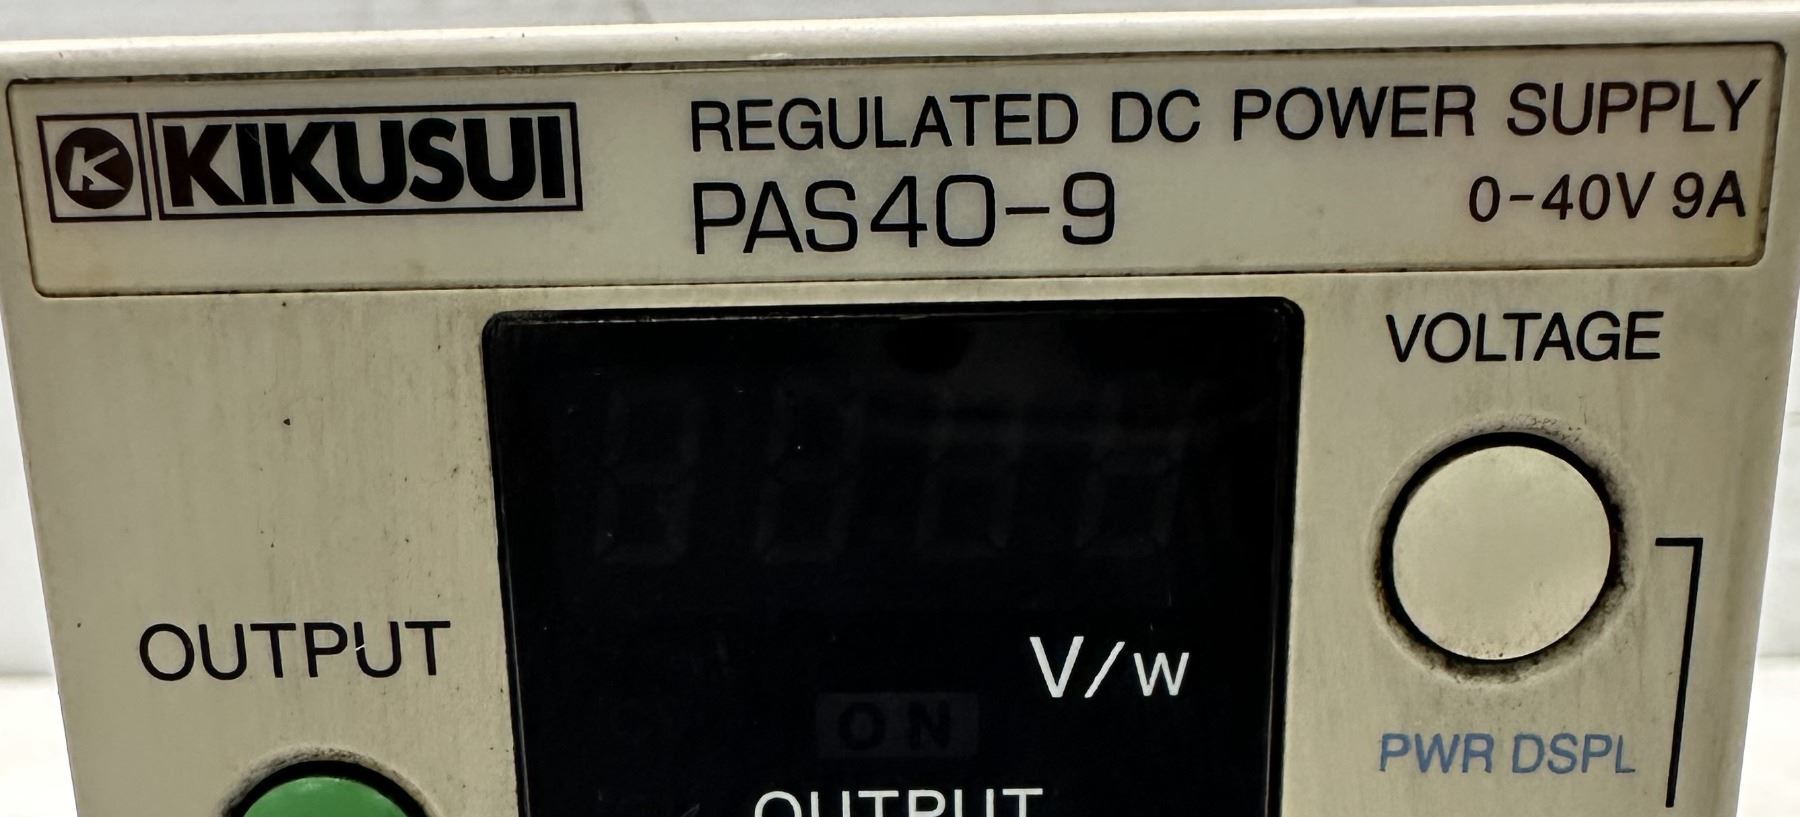 K KIKUSUI
REGULATED DC POWER SUPPLY
PAS40-9
0-40V 9A
VOLTAGE
OUTPUT
V/W
ON
PWR DSPL
OUTPUT